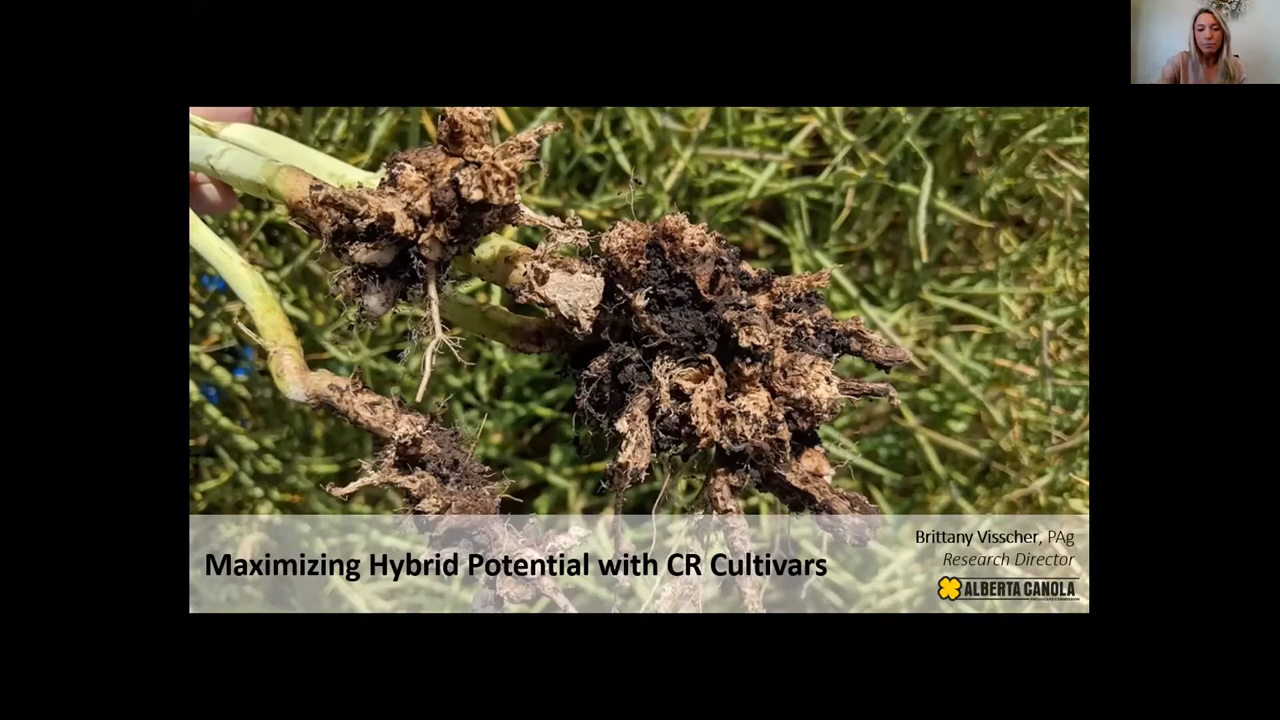 Maximizing Hybrid Potential with CR Cultivars
Brittany Visscher, PAg
Research Director
ALBERTA CANOLA